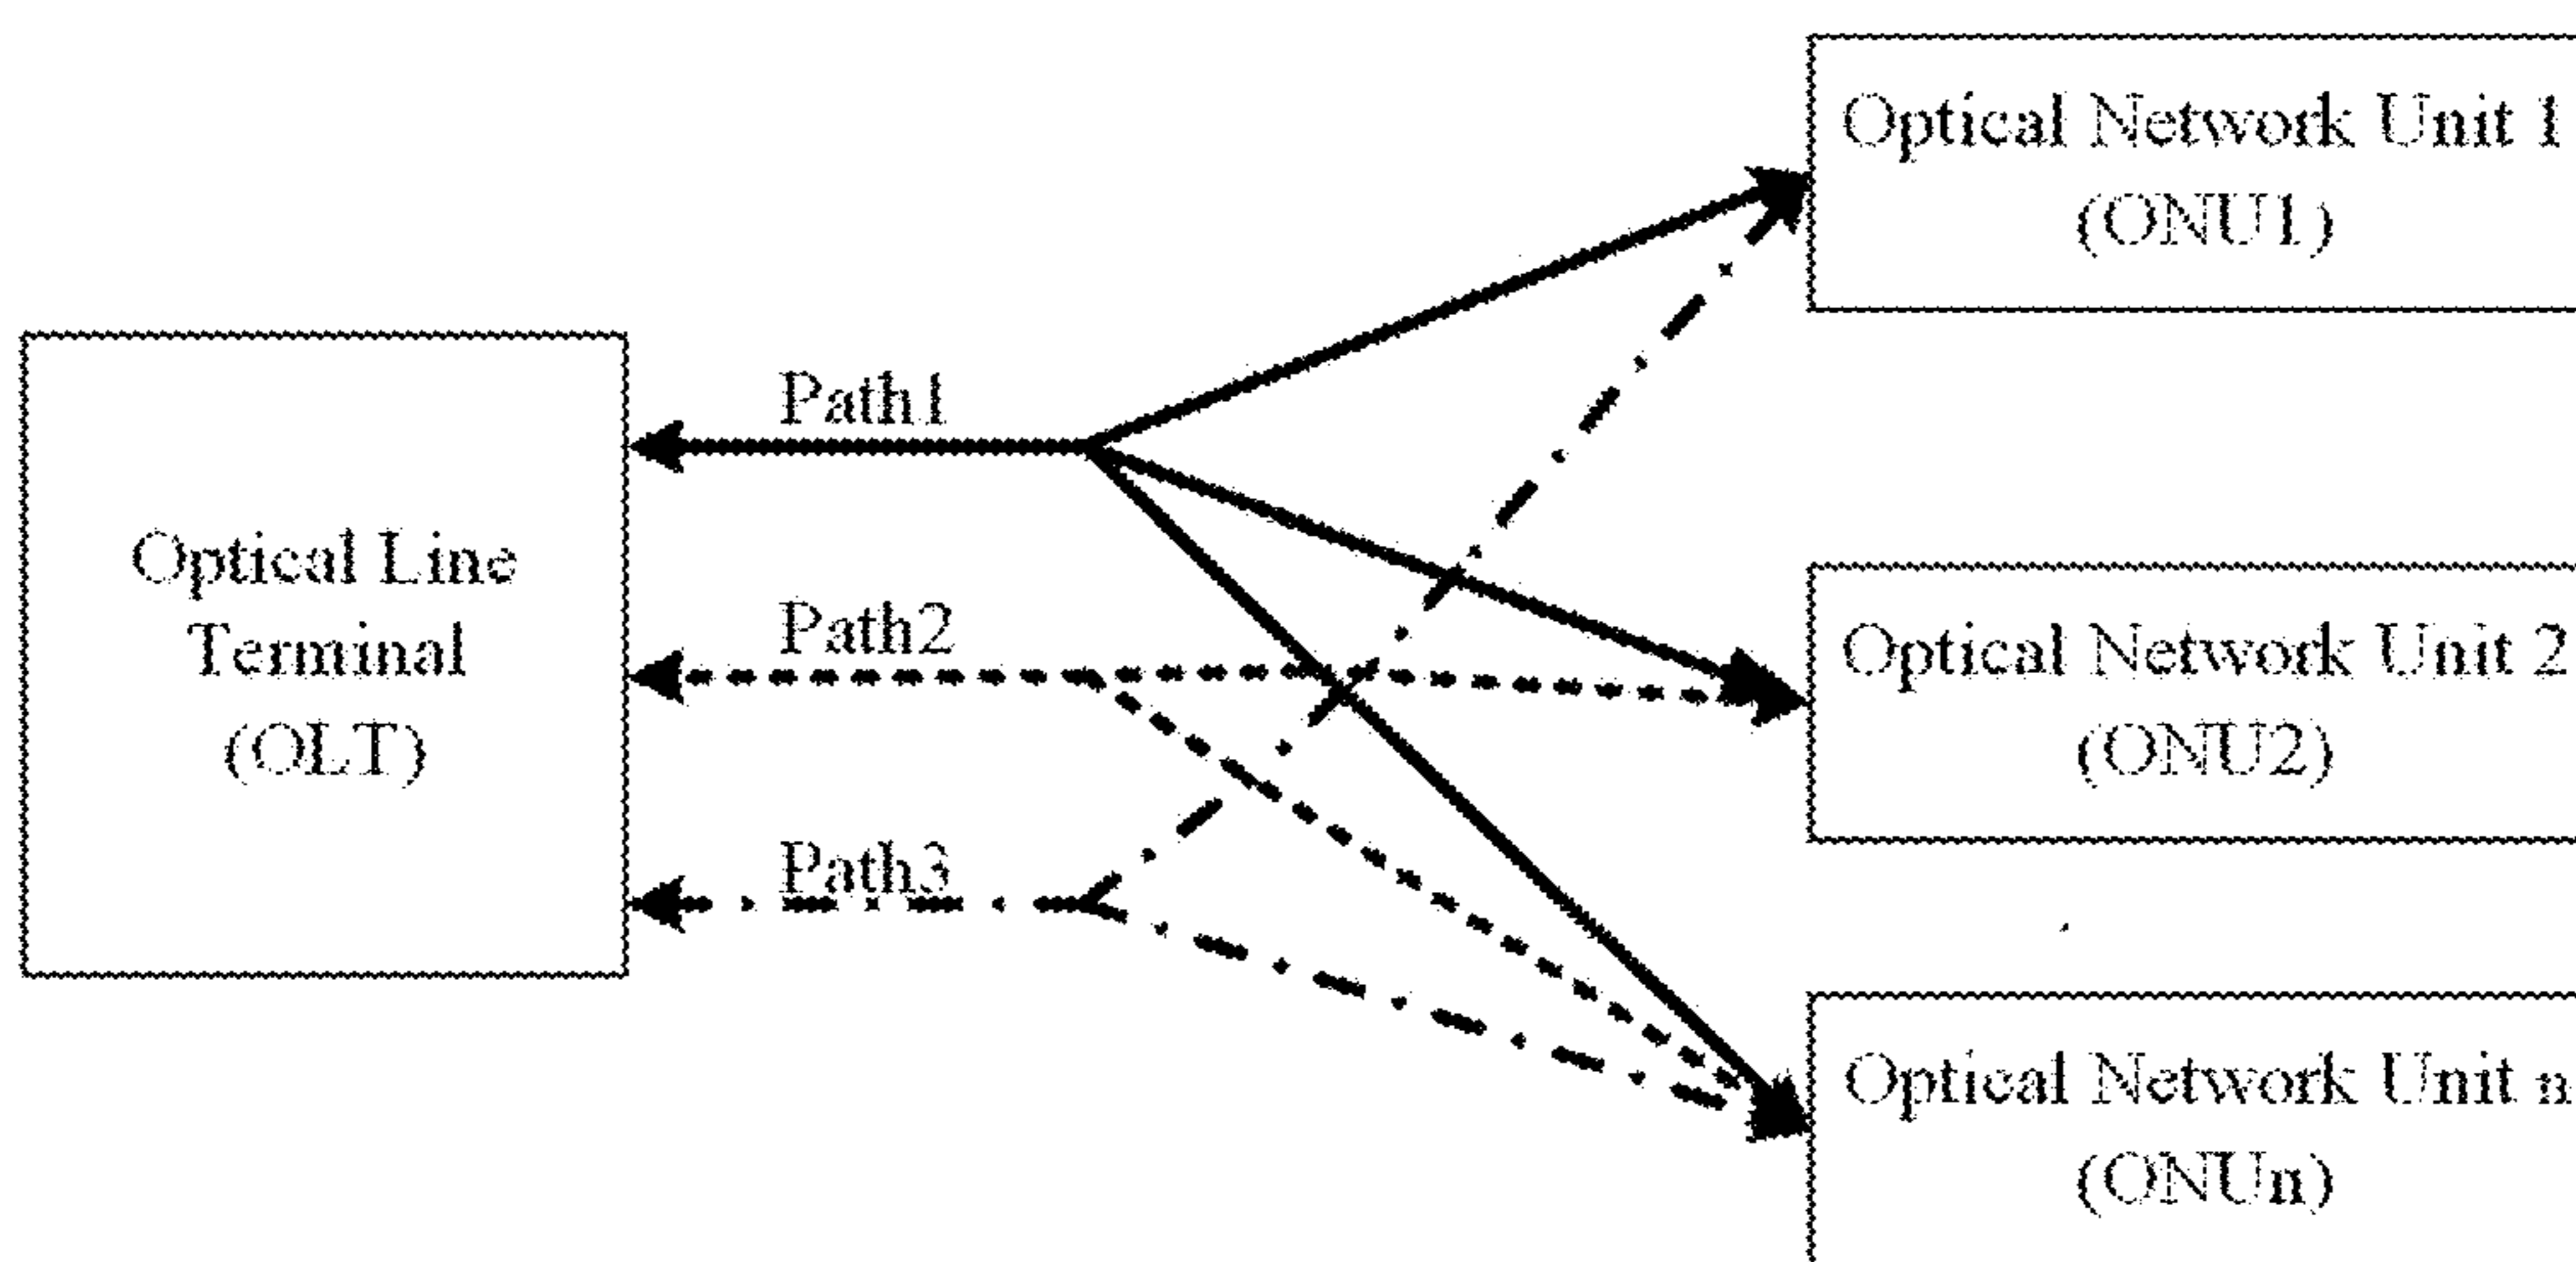 Optical Network Unit 1
(ONU1)
Path1
Optical Line
Terminal
(OLT)
Path2
Optical Network Unit 2
(ONU2)
Path3
Optical Network Unit n
(ONUn)